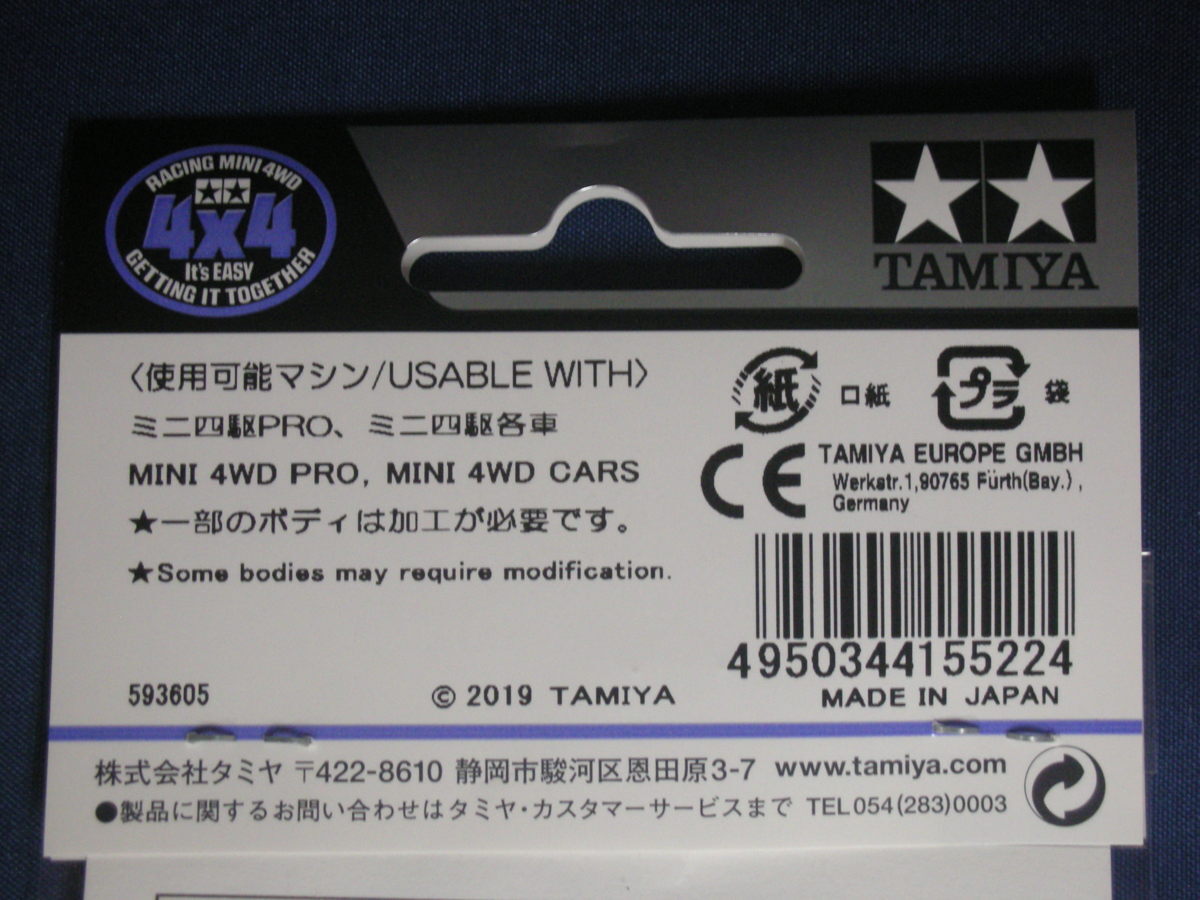 RACING MINI 4WD
4x4
It's EASY
GETTING IT TOGETHER
TAMIYA
〈使用可能マシン/USABLE WITH〉
ミニ四駆PRO、ミニ四駆各車
MINI 4WD PRO, MINI 4WD CARS
★一部のボディは加工が必要です。
★Some bodies may require modification.
紙
口紙
プラ
袋
CE
TAMIYA EUROPE GMBH
Werkstr.1,90765 Fürth(Bay.),
Germany
4950344155224
MADE IN JAPAN
593605
© 2019 TAMIYA
株式会社タミヤ 〒422-8610 静岡市駿河区恩田原3-7 www.tamiya.com
●製品に関するお問い合わせはタミヤ・カスタマーサービスまで TEL054(283)0003